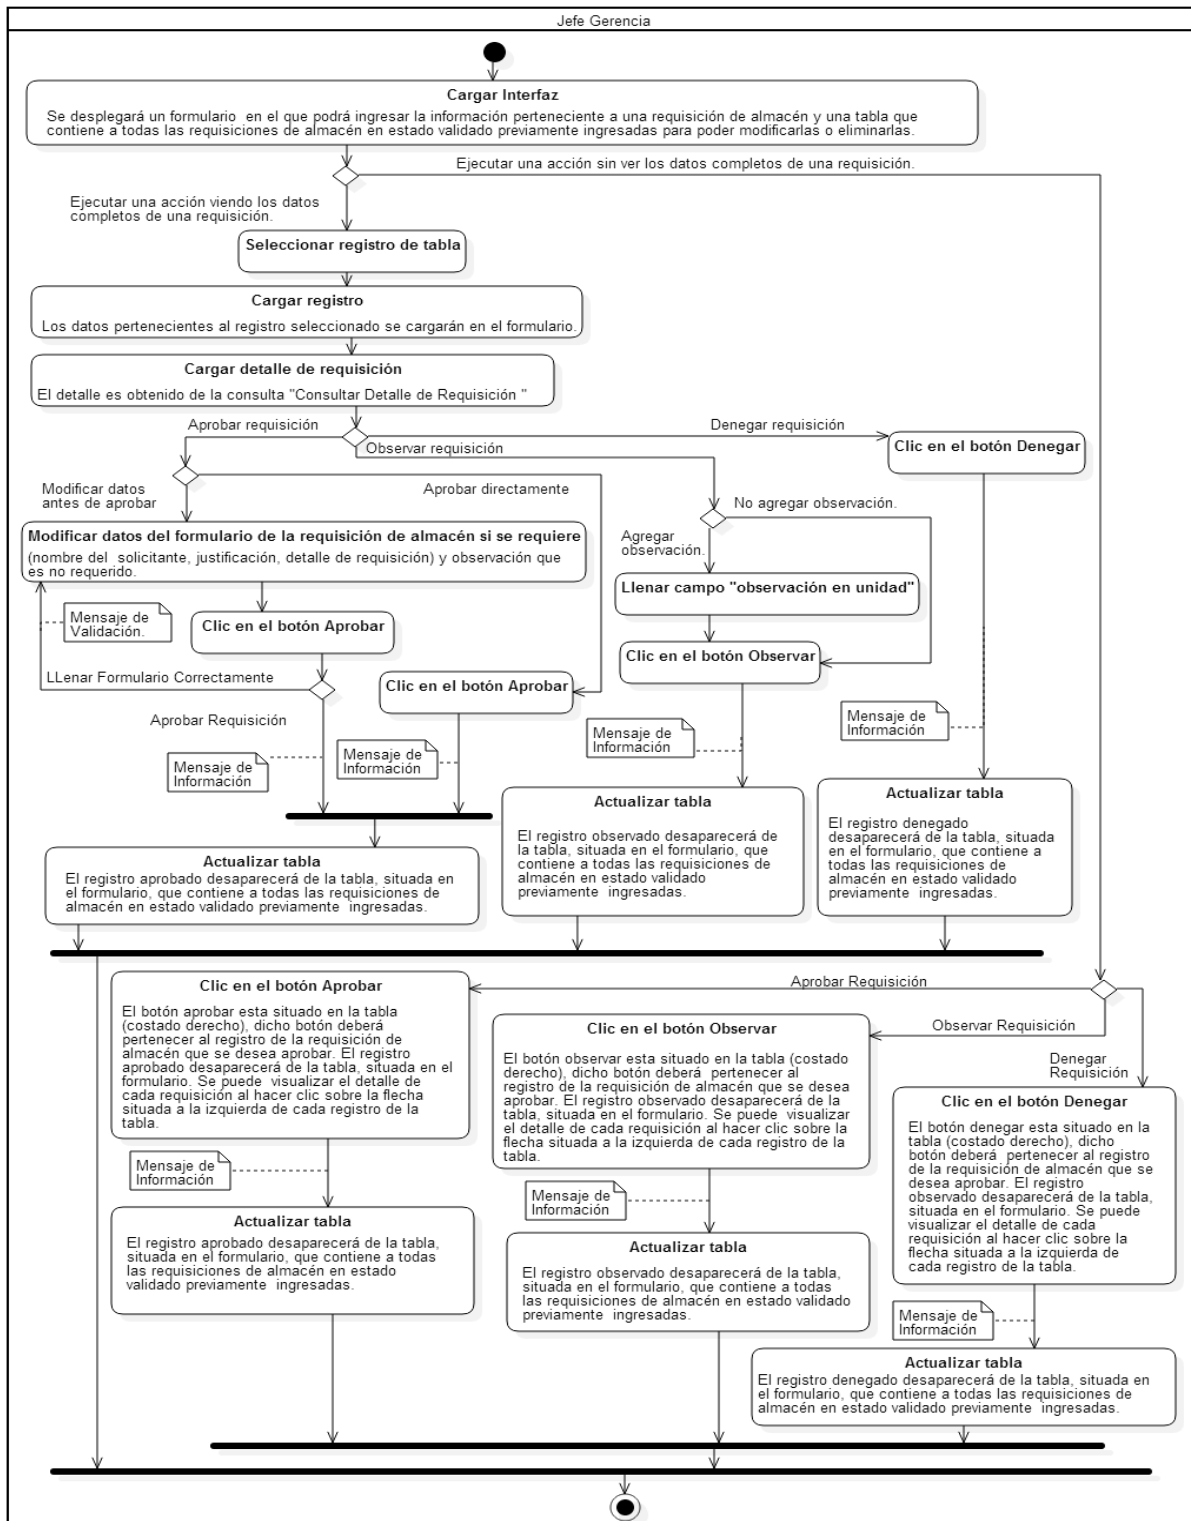 Jefe Gerencia
Cargar Interfaz
Se desplegará un formulario en el que podrá ingresar la información perteneciente a una requisición de almacén y una tabla que
contiene a todas las requisiciones de almacén en estado validado previamente ingresadas para poder modificarlas o eliminarlas.
Ejecutar una acción sin ver los datos completos de una requisición.
Ejecutar una acción viendo los datos
completos de una requisición.
Seleccionar registro de tabla
Cargar registro
Los datos pertenecientes al registro seleccionado se cargarán en el formulario.
Cargar detalle de requisición
El detalle es obtenido de la consulta "Consultar Detalle de Requisición "
Aprobar requisición
Denegar requisición
Observar requisición
Clic en el botón Denegar
Modificar datos
antes de aprobar
Aprobar directamente
No agregar observación.
Agregar
observación.
Modificar datos del formulario de la requisición de almacén si se requiere
(nombre del solicitante, justificación, detalle de requisición) y observación que
es no requerido.
Llenar campo "observación en unidad"
Mensaje de
Validación.
Clic en el botón Aprobar
Clic en el botón Observar
LLenar Formulario Correctamente
Clic en el botón Aprobar
Aprobar Requisición
Mensaje de
Información
Mensaje de
Información
Mensaje de
Información
Mensaje de
Información
Actualizar tabla
El registro observado desaparecerá de
la tabla, situada en el formulario, que
contiene a todas las requisiciones de
almacén en estado validado
previamente ingresadas.
Actualizar tabla
El registro denegado
desaparecerá de la tabla, situada
en el formulario, que contiene a
todas las requisiciones de
almacén en estado validado
previamente ingresadas.
Actualizar tabla
El registro aprobado desaparecerá de la tabla, situada en
el formulario, que contiene a todas las requisiciones de
almacén en estado validado previamente ingresadas.
Aprobar Requisición
Observar Requisición
Denegar
Requisición
Clic en el botón Aprobar
El botón aprobar esta situado en la tabla
(costado derecho), dicho botón deberá
pertenecer al registro de la requisición de
almacén que se desea aprobar. El registro
aprobado desaparecerá de la tabla, situada en el
formulario. Se puede visualizar el detalle de
cada requisición al hacer clic sobre la flecha
situada a la izquierda de cada registro de la
tabla.
Clic en el botón Observar
El botón observar esta situado en la tabla (costado
derecho), dicho botón deberá pertenecer al
registro de la requisición de almacén que se desea
aprobar. El registro observado desaparecerá de la
tabla, situada en el formulario. Se puede visualizar
el detalle de cada requisición al hacer clic sobre la
flecha situada a la izquierda de cada registro de la
tabla.
Clic en el botón Denegar
El botón denegar esta situado en la
tabla (costado derecho), dicho
botón deberá pertenecer al registro
de la requisición de almacén que se
desea aprobar. El registro
observado desaparecerá de la tabla,
situada en el formulario. Se puede
visualizar el detalle de cada
requisición al hacer clic sobre la
flecha situada a la izquierda de
cada registro de la tabla.
Mensaje de
Información
Mensaje de
Información
Mensaje de
Información
Actualizar tabla
El registro aprobado desaparecerá de la tabla,
situada en el formulario, que contiene a todas
las requisiciones de almacén en estado
validado previamente ingresadas.
Actualizar tabla
El registro observado desaparecerá de la tabla,
situada en el formulario, que contiene a todas
las requisiciones de almacén en estado validado
previamente ingresadas.
Actualizar tabla
El registro denegado desaparecerá de la tabla, situada en
el formulario, que contiene a todas las requisiciones de
almacén en estado validado previamente ingresadas.